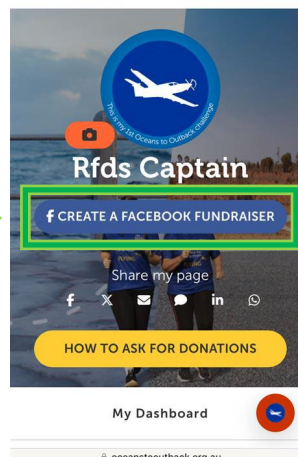 This is my 1st Oceans to Outback challenge
Rfds Captain
f CREATE A FACEBOOK FUNDRAISER
Share my page
HOW TO ASK FOR DONATIONS
My Dashboard
oceanstooutback.org.au